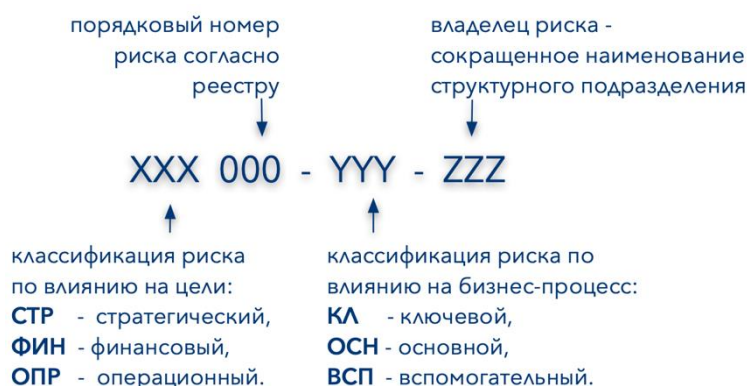 порядковый номер
риска согласно
реестру
владелец риска -
сокращенное наименование
структурного подразделения
XXX 000 - YYY - ZZZ
классификация риска
по влиянию на цели:
СТР - стратегический,
ФИН - финансовый,
ОПР - операционный.
классификация риска по
влиянию на бизнес-процесс:
КЛ - ключевой,
ОСН - основной,
ВСП - вспомогательный.